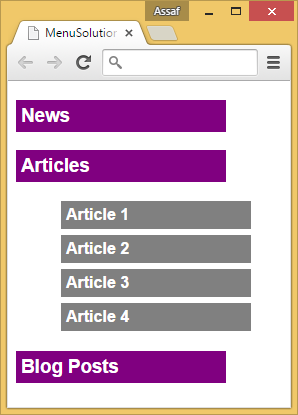 Assaf
MenuSolution
News
Articles
Article 1
Article 2
Article 3
Article 4
Blog Posts